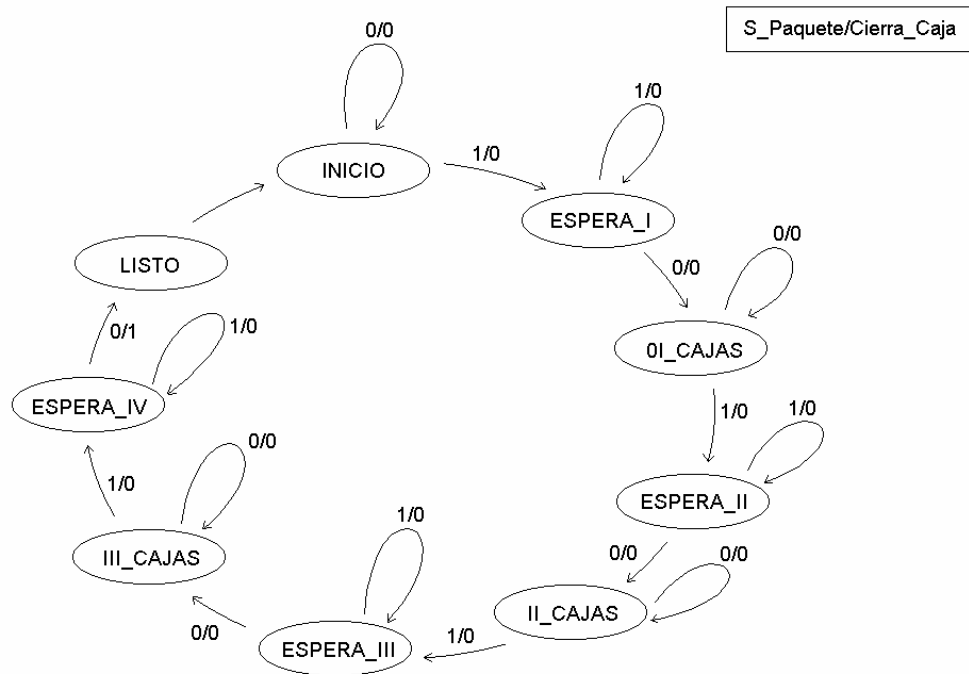 S_Paquete/Cierra_Caja
0/0
INICIO
1/0
1/0
ESPERA_I
0/0
0/0
0I_CAJAS
1/0
1/0
ESPERA_II
0/0
0/0
II_CAJAS
1/0
1/0
ESPERA_III
0/0
0/0
III_CAJAS
1/0
1/0
ESPERA_IV
0/1
LISTO